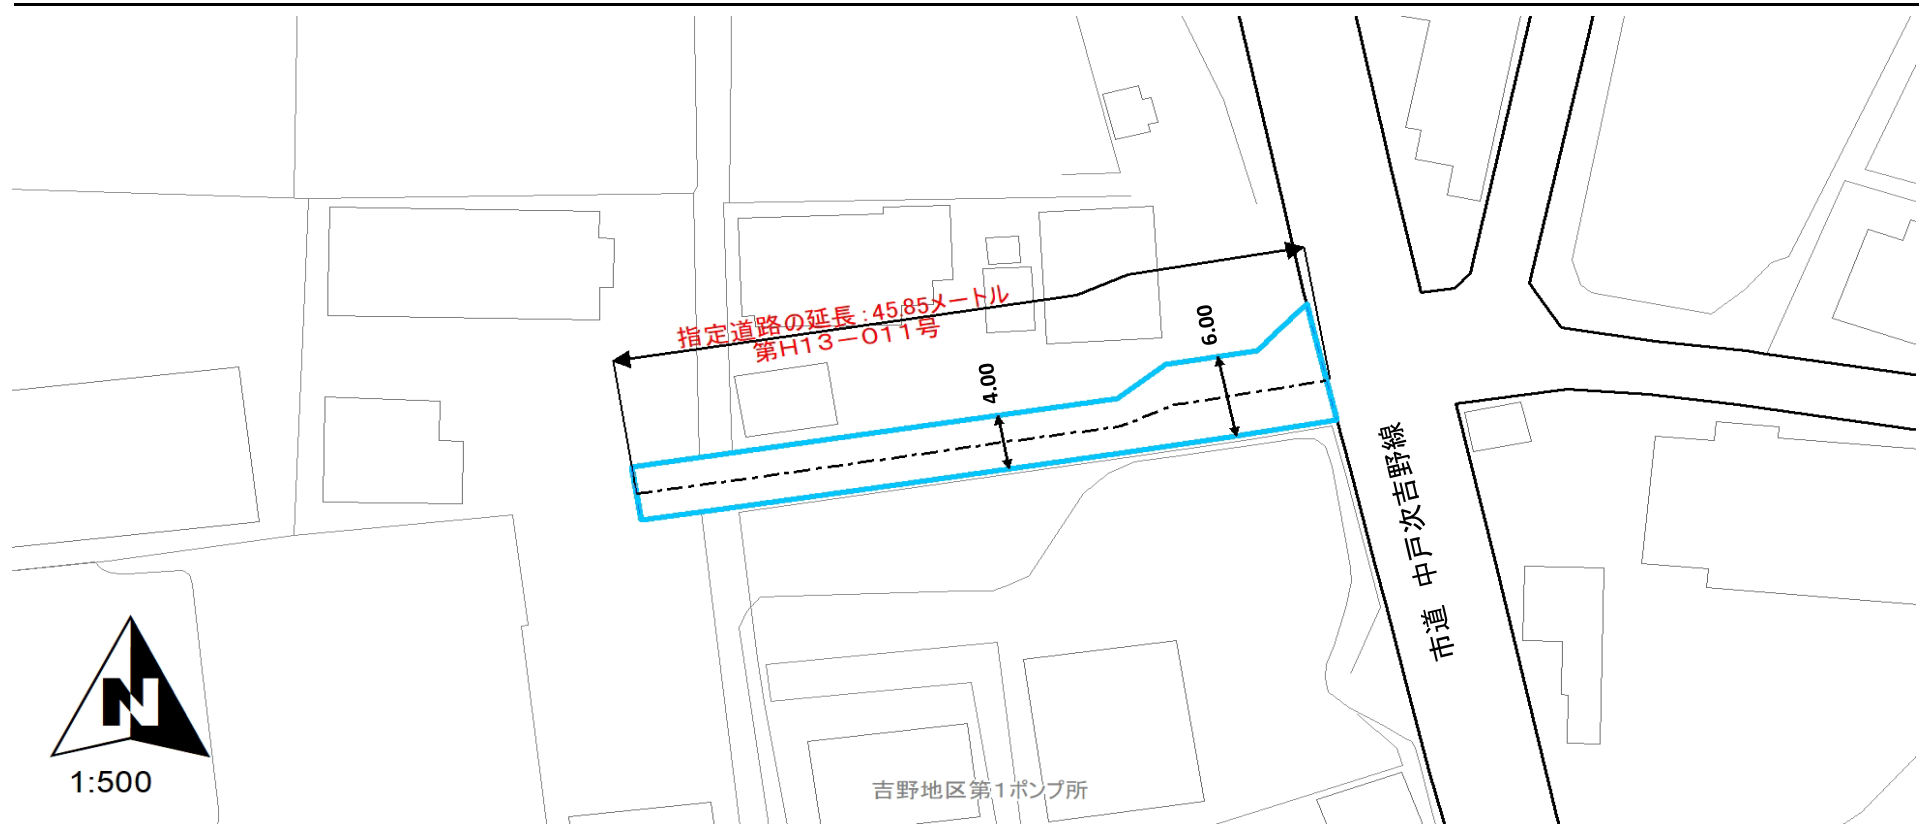 指定道路の延長：45.85メートル
第H13－011号
6.00
4.00
市道 中戸次吉野線
N
1:500
吉野地区第1ポンプ所